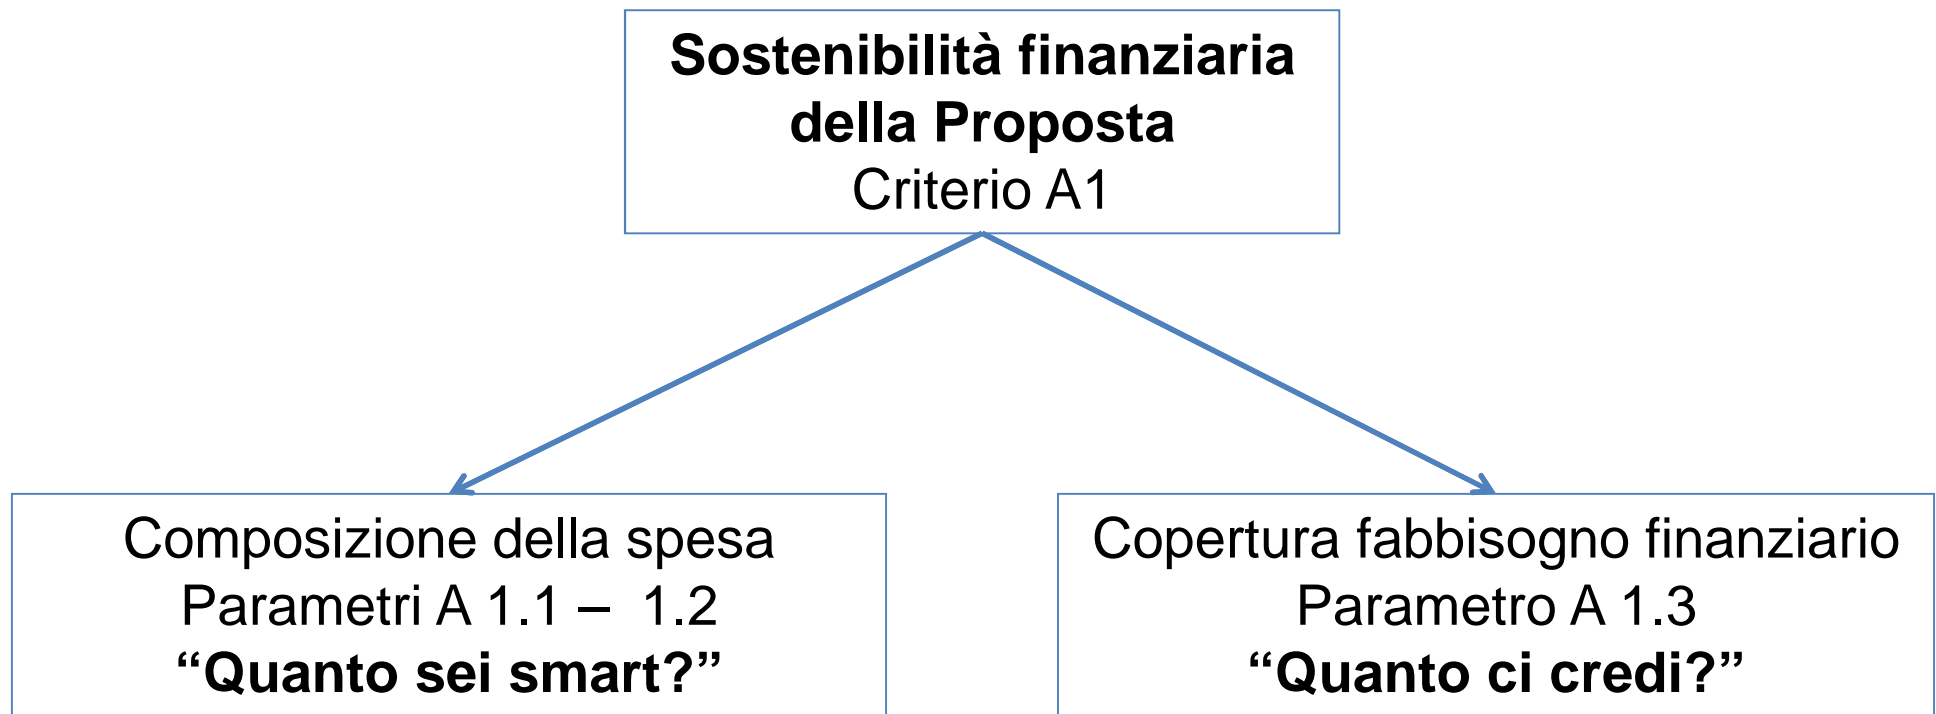 Sostenibilità finanziaria
della Proposta
Criterio A1
Composizione della spesa
Parametri A 1.1 – 1.2
“Quanto sei smart?”
Copertura fabbisogno finanziario
Parametro A 1.3
“Quanto ci credi?”